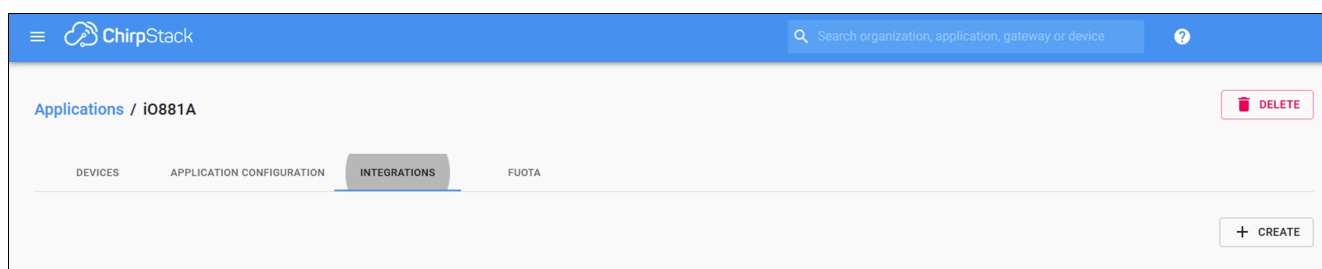 ChirpStack
Search organization, application, gateway or device
?
Applications / iO881A
DELETE
DEVICES APPLICATION CONFIGURATION INTEGRATIONS FUOTA
+ CREATE